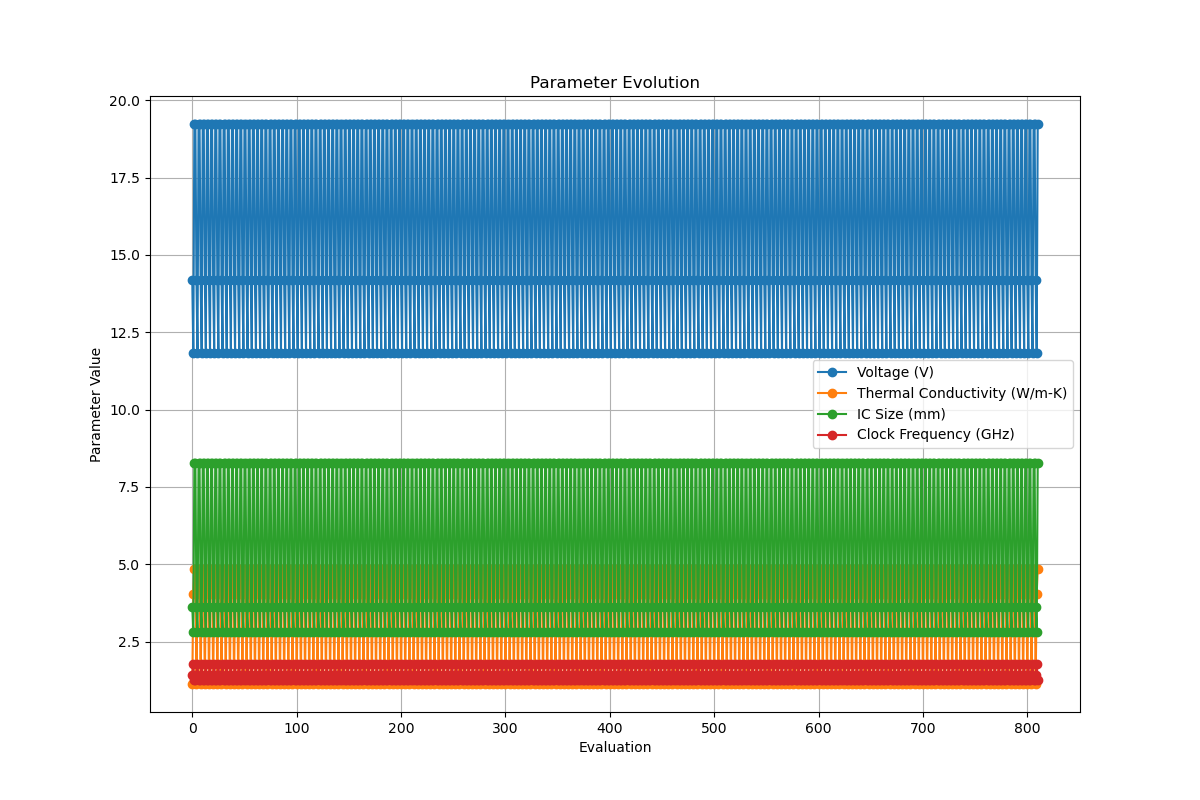 Parameter Evolution
20.0
17.5
15.0
12.5
10.0
7.5
5.0
2.5
Parameter Value
Voltage (V)
Thermal Conductivity (W/m-K)
IC Size (mm)
Clock Frequency (GHz)
0 100 200 300 400 500 600 700 800
Evaluation